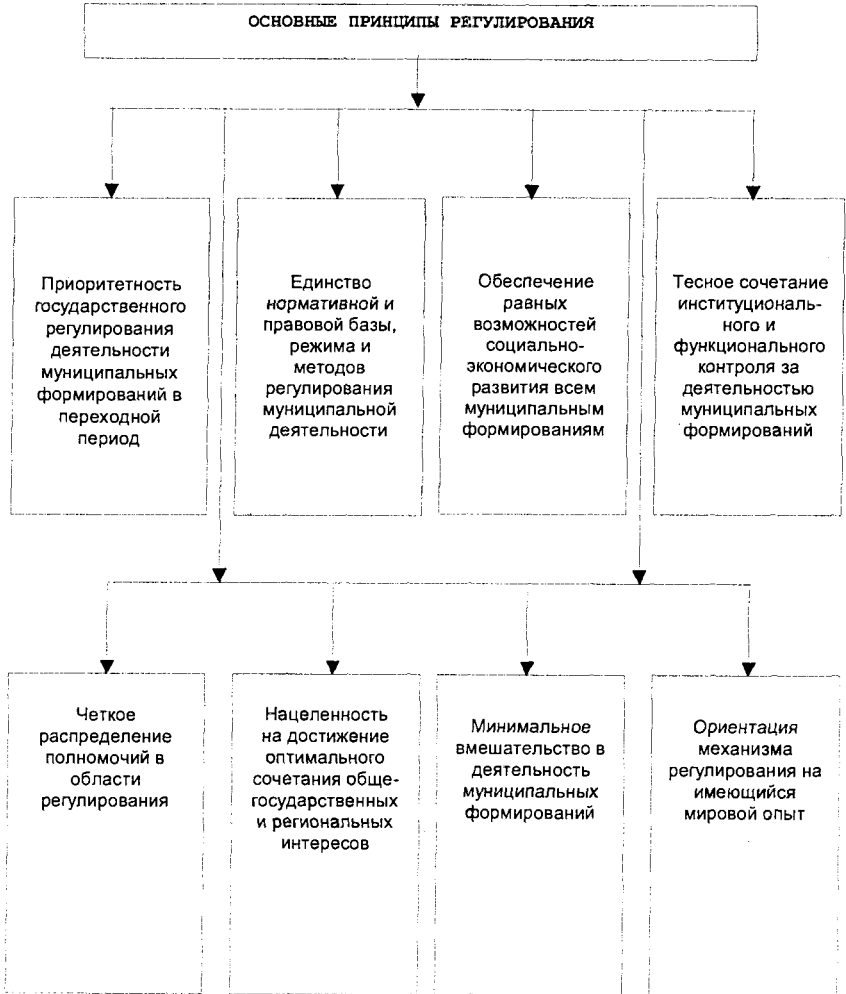 ОСНОВНЫЕ ПРИНЦИПЫ РЕГУЛИРОВАНИЯ
Приоритетность
государственного
регулирования
деятельности
муниципальных
формирований в
переходной
период
Единство
нормативной и
правовой базы,
режима и
методов
регулирования
муниципальной
деятельности
Обеспечение
равных
возможностей
социально-
экономического
развития всем
муниципальным
формированиям
Тесное сочетание
институциональ-
ного и
функционального
контроля за
деятельностью
муниципальных
формирований
Четкое
распределение
полномочий в
области
регулирования
Нацеленность
на достижение
оптимального
сочетания обще-
государственных
и региональных
интересов
Минимальное
вмешательство в
деятельность
муниципальных
формирований
Ориентация
механизма
регулирования на
имеющийся
мировой опыт